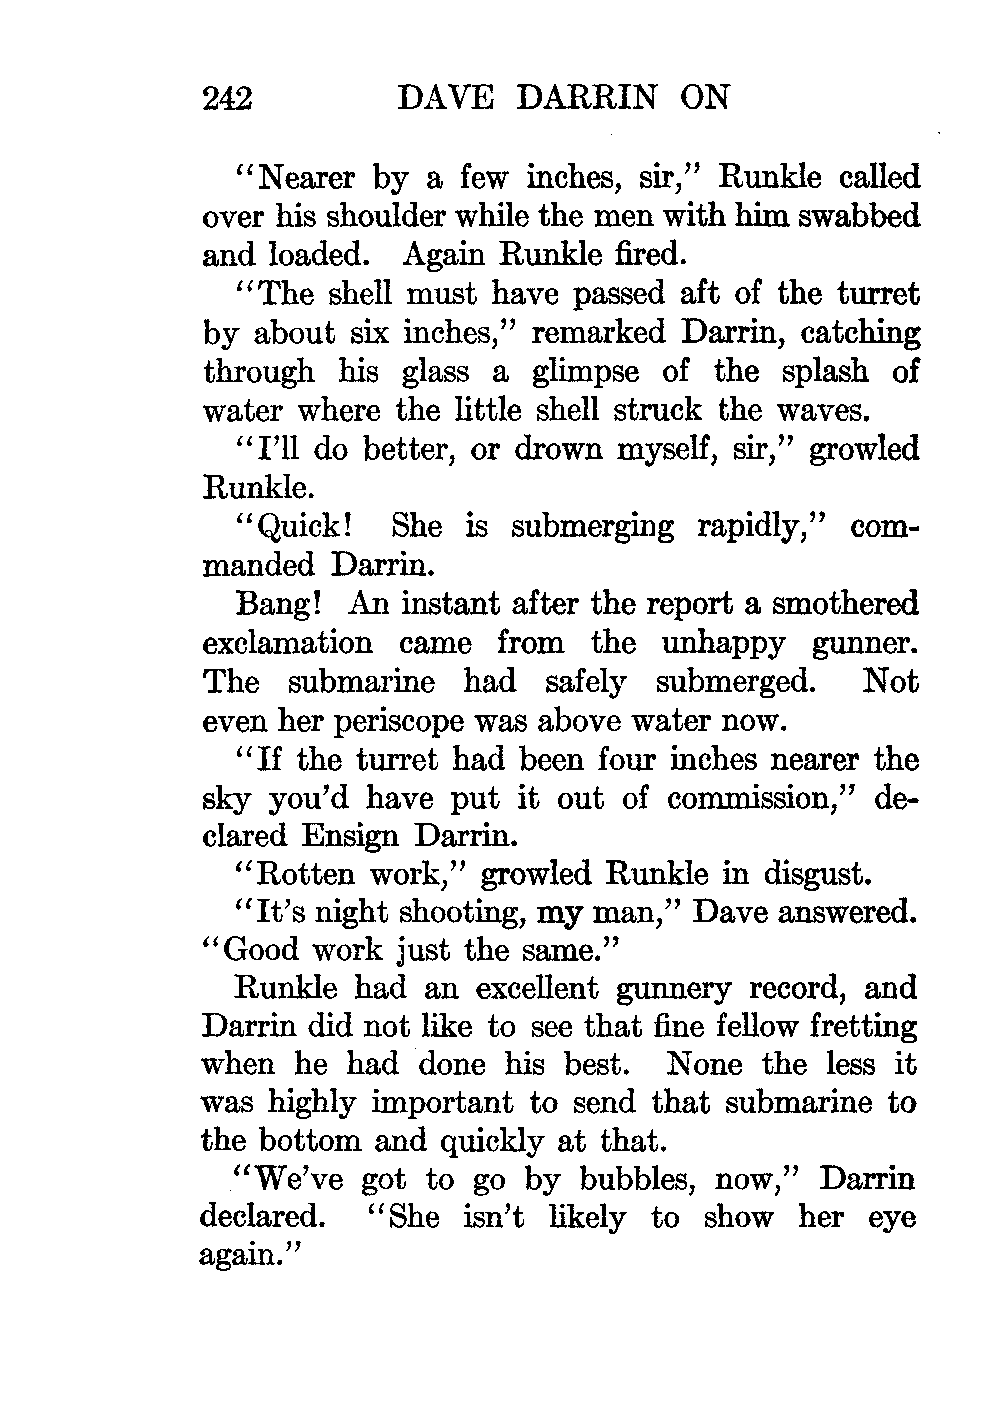 242 DAVE DARRIN ON
“Nearer by a few inches, sir,” Runkle called
over his shoulder while the men with him swabbed
and loaded. Again Runkle fired.
“The shell must have passed aft of the turret
by about six inches,” remarked Darrin, catching
through his glass a glimpse of the splash of
water where the little shell struck the waves.
“I’ll do better, or drown myself, sir,” growled
Runkle.
“Quick! She is submerging rapidly,” com-
manded Darrin.
Bang! An instant after the report a smothered
exclamation came from the unhappy gunner.
The submarine had safely submerged. Not
even her periscope was above water now.
“If the turret had been four inches nearer the
sky you’d have put it out of commission,” de-
clared Ensign Darrin.
“Rotten work,” growled Runkle in disgust.
“It’s night shooting, my man,” Dave answered.
“Good work just the same.”
Runkle had an excellent gunnery record, and
Darrin did not like to see that fine fellow fretting
when he had done his best. None the less it
was highly important to send that submarine to
the bottom and quickly at that.
“We’ve got to go by bubbles, now,” Darrin
declared. “She isn’t likely to show her eye
again.”